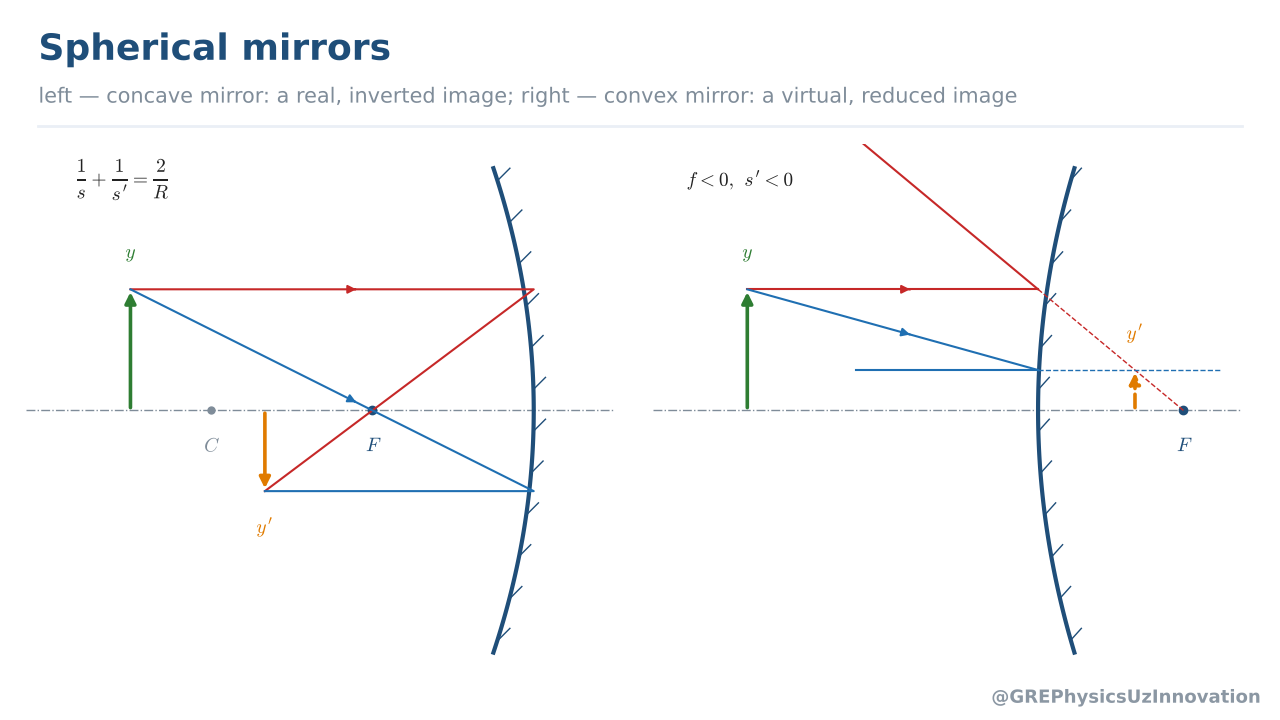 Spherical mirrors
left — concave mirror: a real, inverted image; right — convex mirror: a virtual, reduced image
1/s + 1/s′ = 2/R
f < 0, s′ < 0
y
y
y′
C
F
F
y′
@GREPhysicsUzInnovation